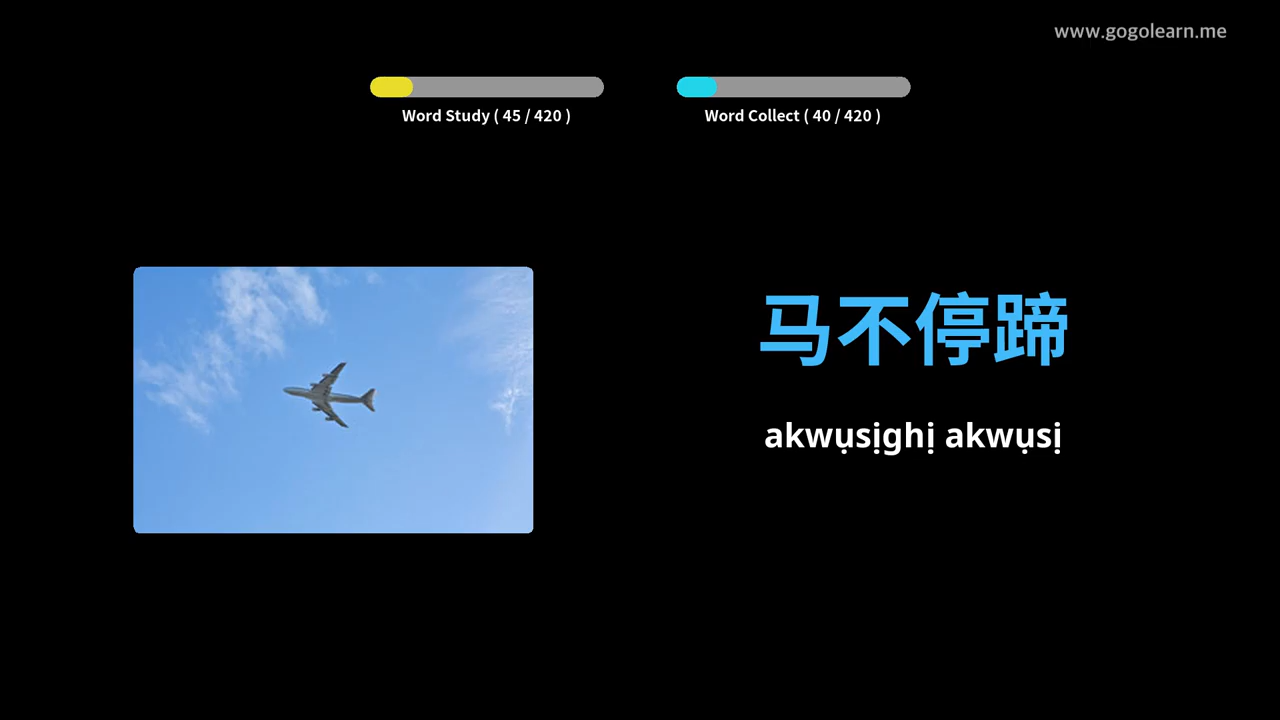 www.gogolearn.me
Word Study ( 45 / 420 )
Word Collect ( 40 / 420 )
马不停蹄
akwụsịghị akwụsị